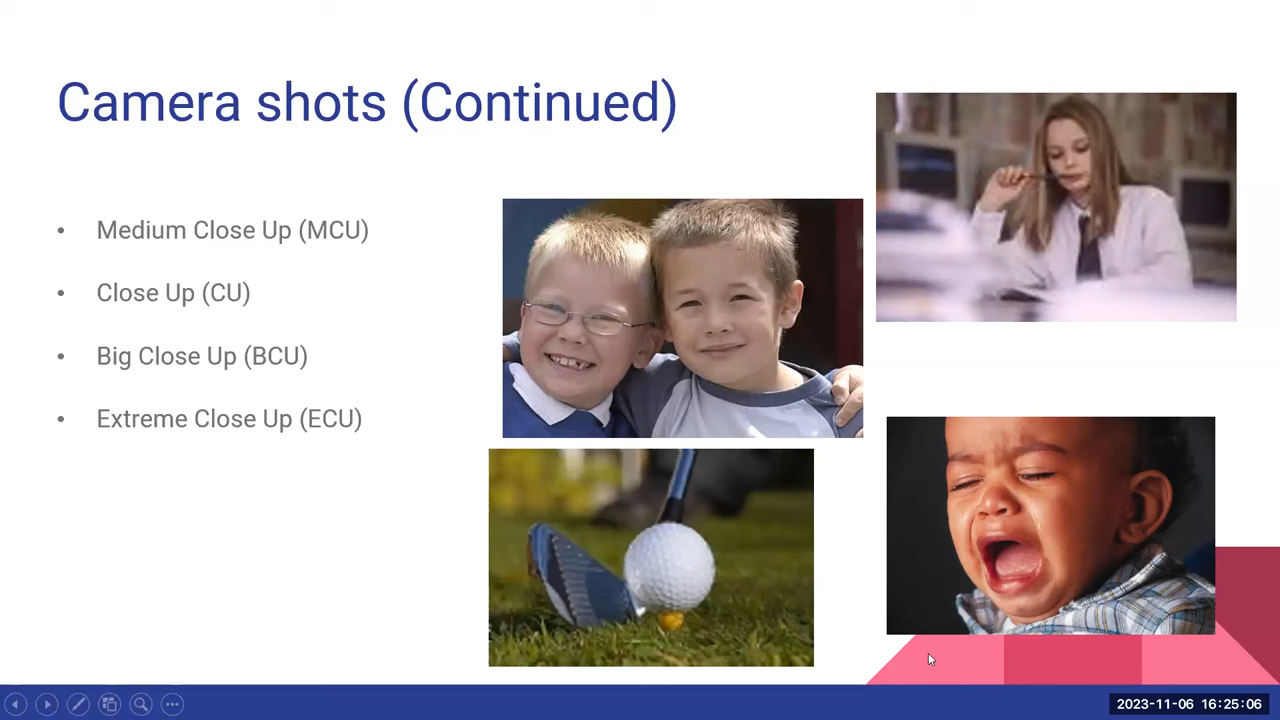 Camera shots (Continued)
• Medium Close Up (MCU)
• Close Up (CU)
• Big Close Up (BCU)
• Extreme Close Up (ECU)
2023-11-06 16:25:06